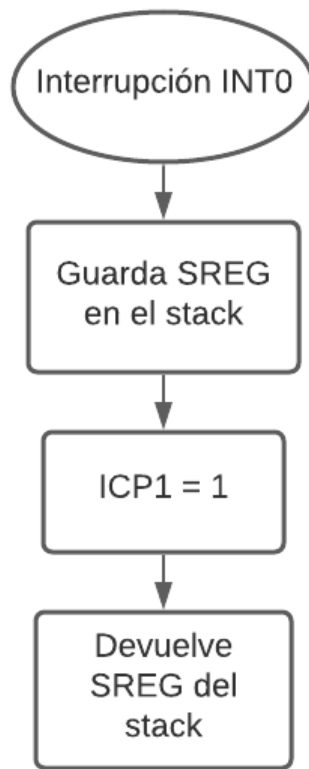 Interrupción INT0
Guarda SREG
en el stack
ICP1 = 1
Devuelve
SREG del
stack